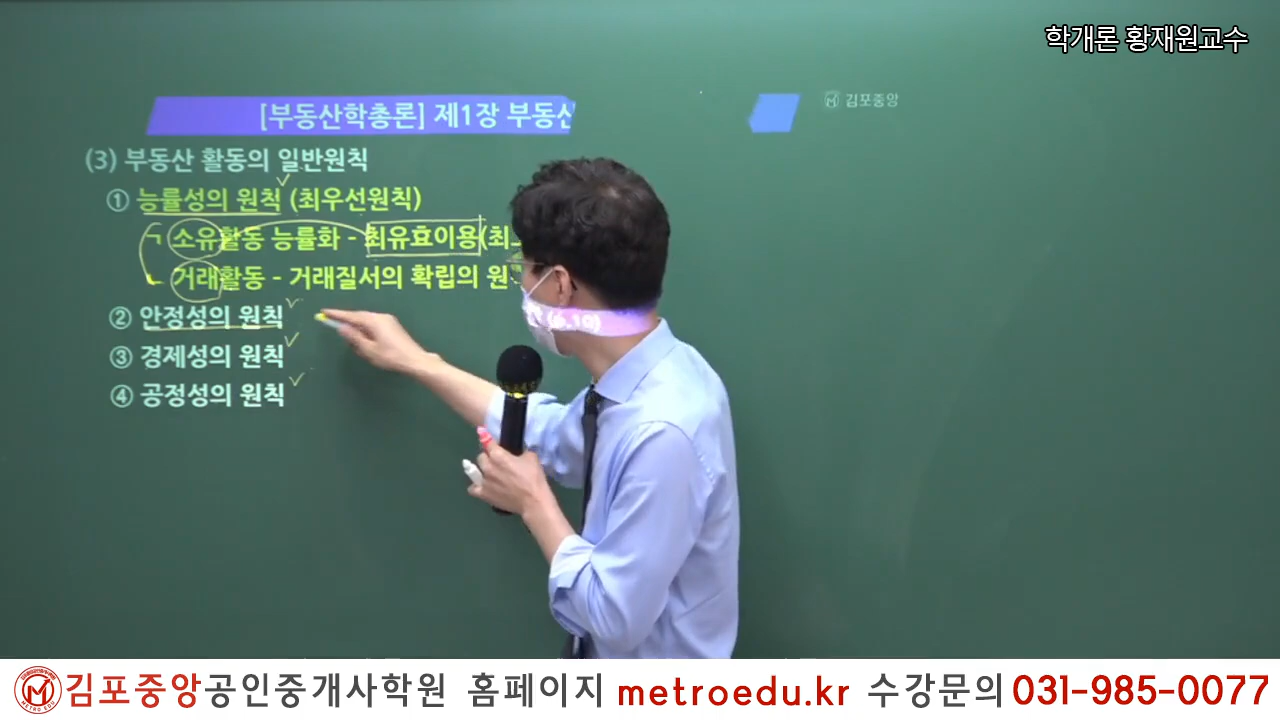 학개론 황재원교수
[부동산학총론] 제1장 부동산
김포중앙
(3) 부동산 활동의 일반원칙
① 능률성의 원칙 (최우선원칙)
소유활동 능률화 - 최유효이용(최
거래활동 - 거래질서의 확립의 원
② 안정성의 원칙
③ 경제성의 원칙
④ 공정성의 원칙
METRO EDU
김포중앙공인중개사학원 홈페이지 metroedu.kr 수강문의 031-985-0077